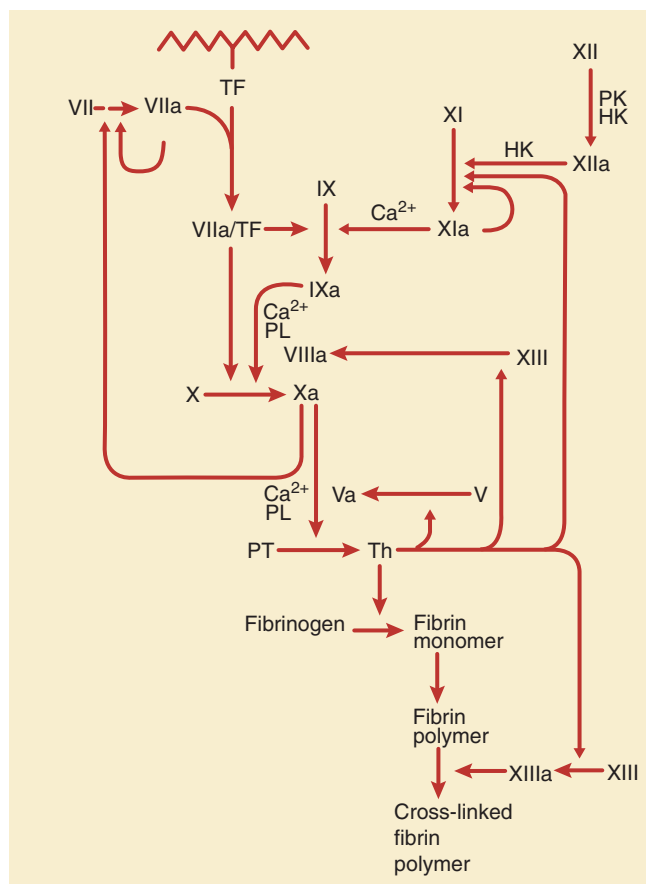 XII
TF
PK
VII
VIIa
XI
HK
HK
XIIa
IX
Ca2+
VIIa/TF
XIa
IXa
Ca2+
PL
VIIIa
XIII
X
Xa
Ca2+
Va
V
PL
PT
Th
Fibrinogen
Fibrin
monomer
Fibrin
polymer
XIIIa
XIII
Cross-linked
fibrin
polymer